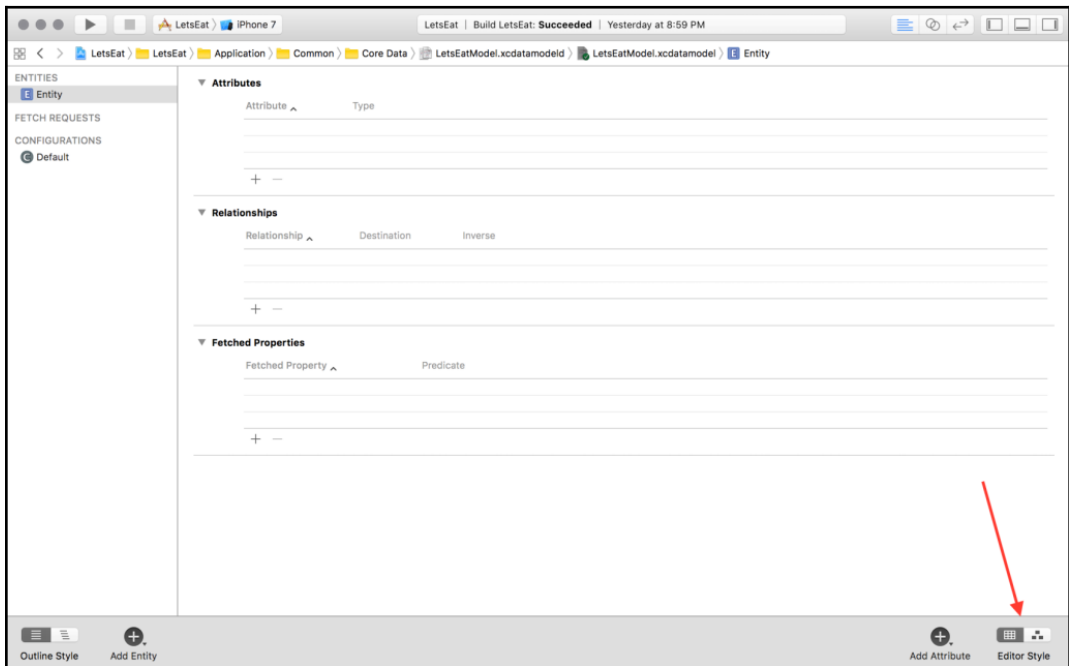 LetsEat 〉 iPhone 7
LetsEat | Build LetsEat: Succeeded | Yesterday at 8:59 PM
LetsEat 〉 LetsEat 〉 Application 〉 Common 〉 Core Data 〉 LetsEatModel.xcdatamodeld 〉 LetsEatModel.xcdatamodel 〉 E Entity
ENTITIES
E Entity
FETCH REQUESTS
CONFIGURATIONS
C Default
Attributes
Attribute Type
Relationships
Relationship Destination Inverse
Fetched Properties
Fetched Property Predicate
Outline Style Add Entity Add Attribute Editor Style